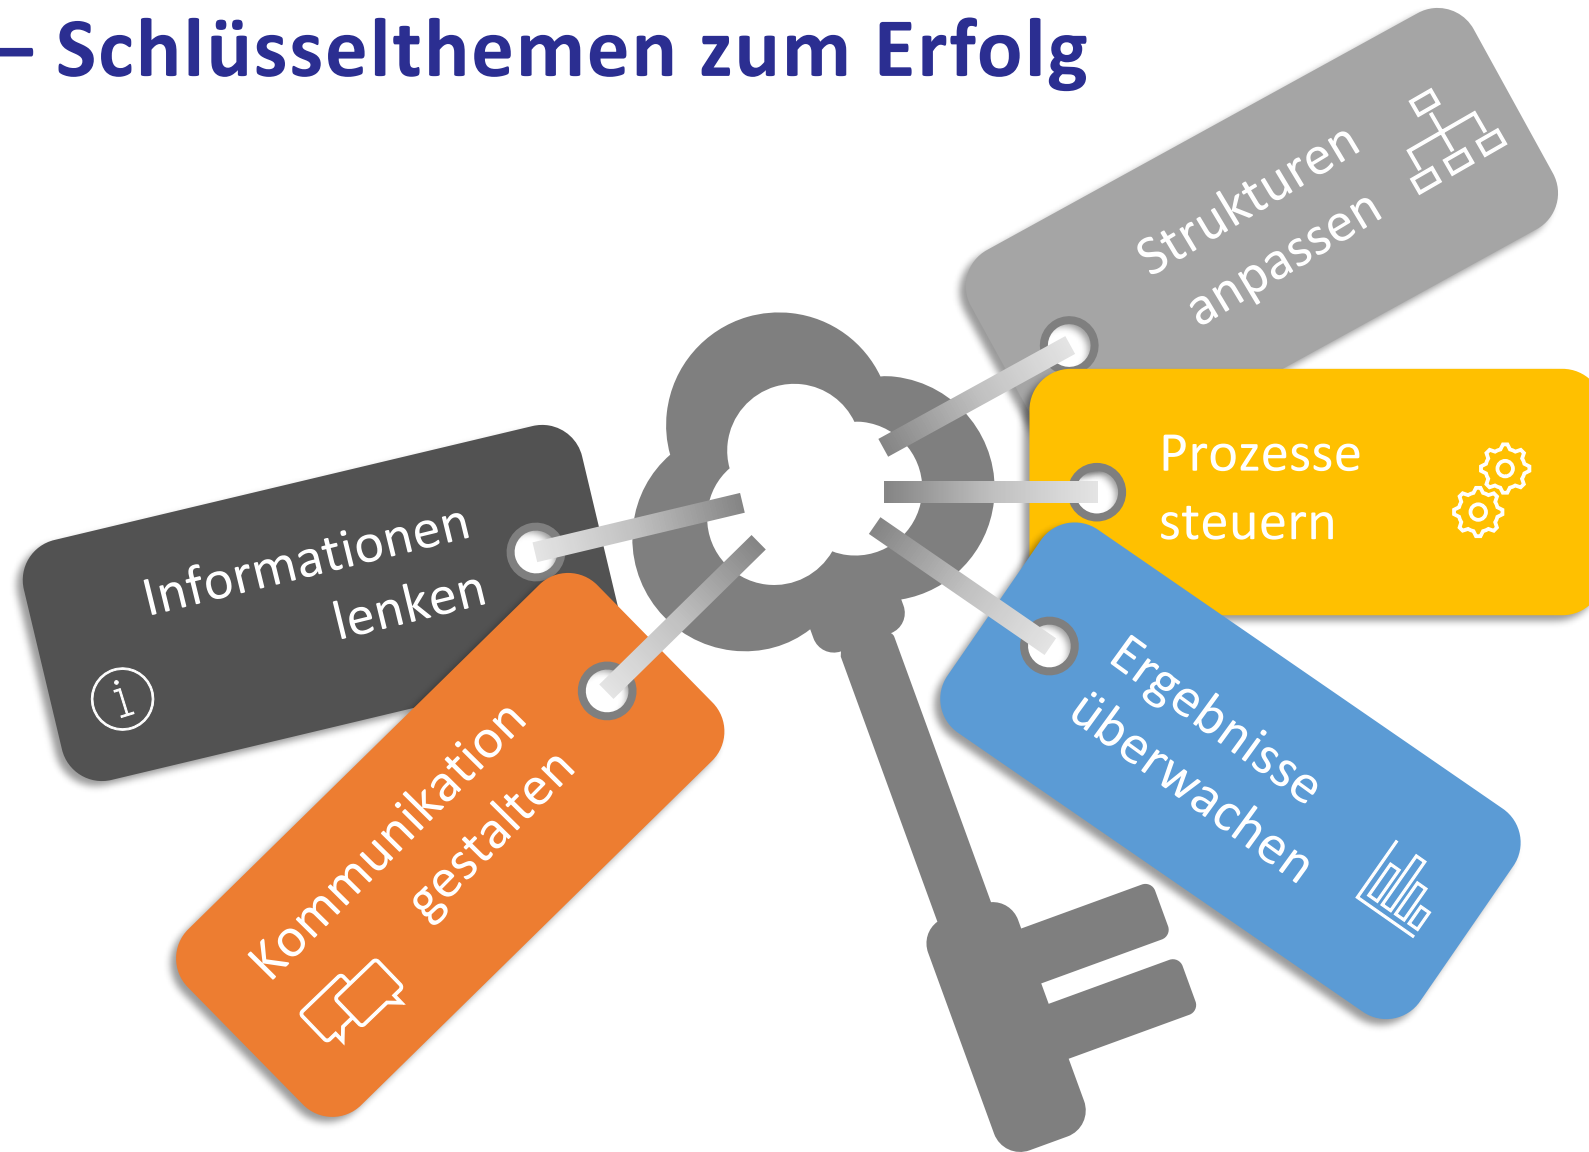 – Schlüsselthemen zum Erfolg
Strukturen
anpassen
Prozesse
steuern
Informationen
lenken
Ergebnisse
überwachen
Kommunikation
gestalten